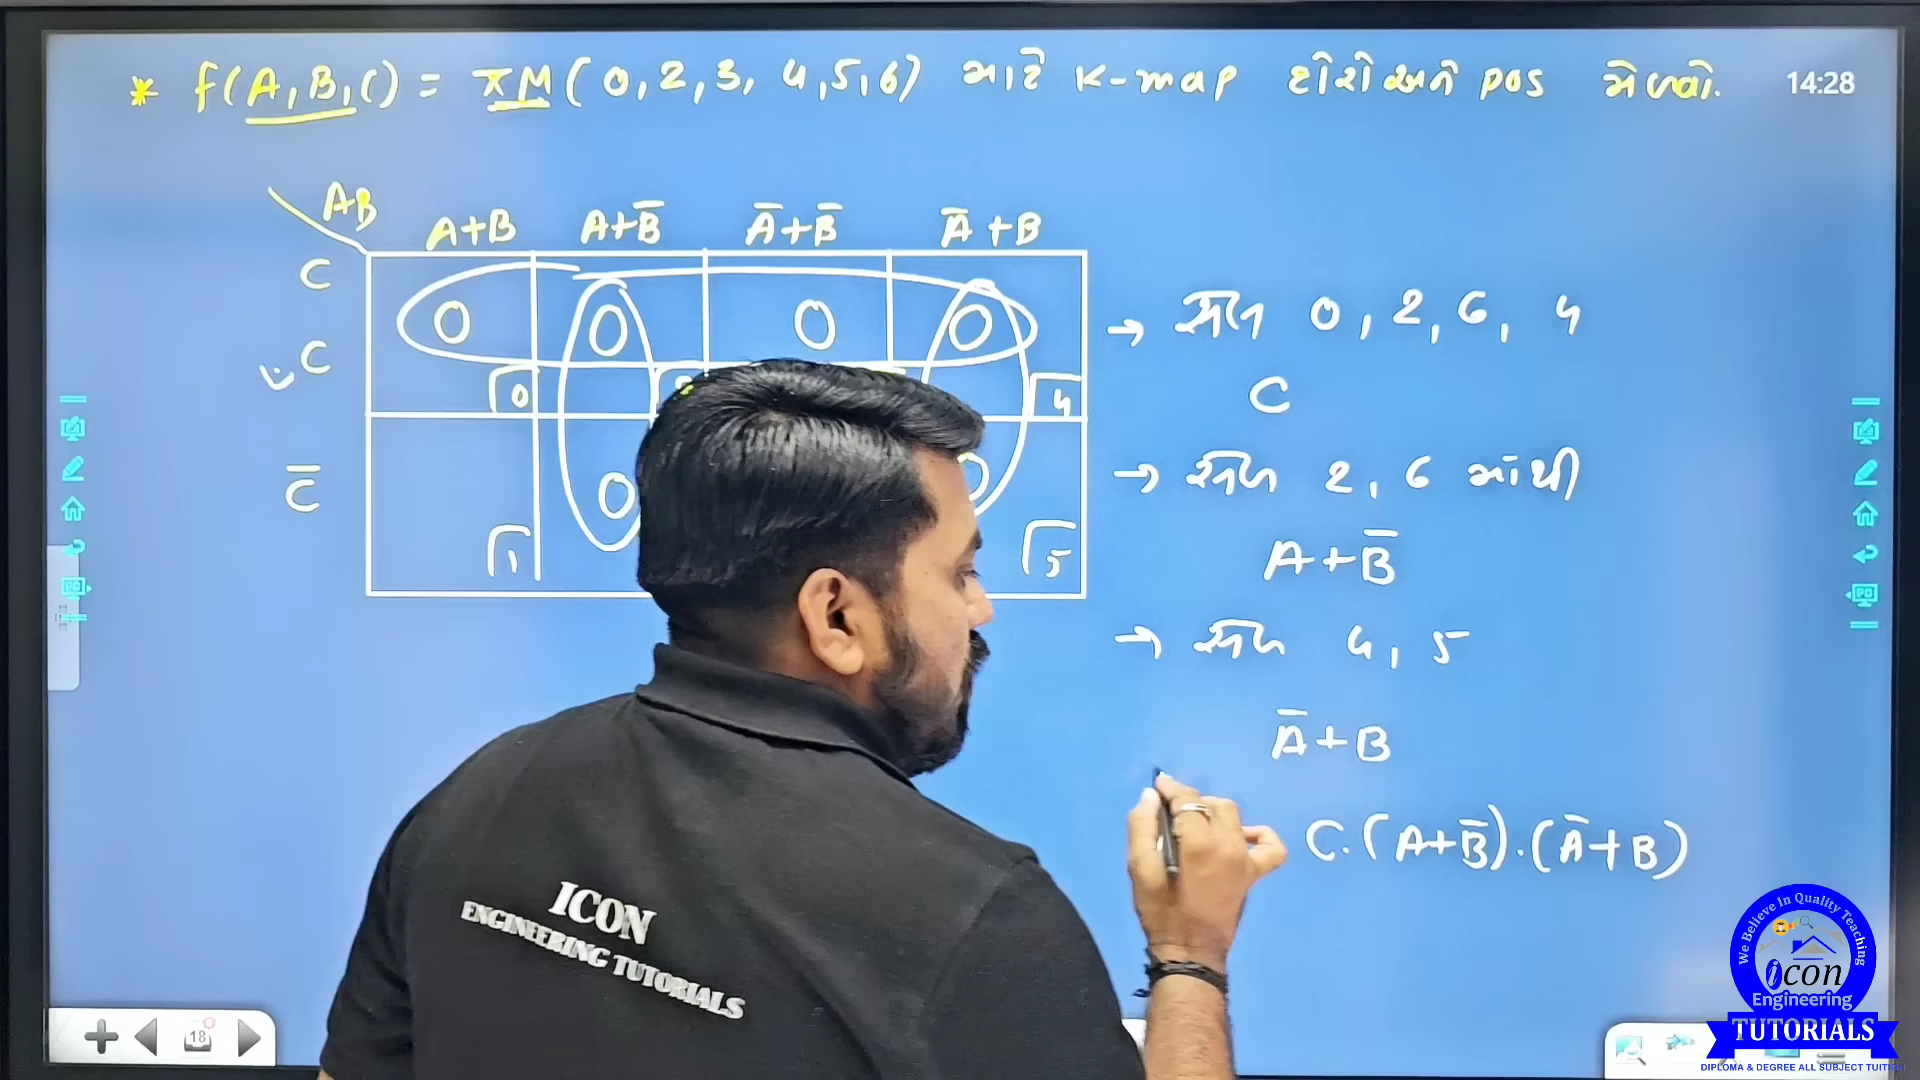 * f(A,B,C) = πM(0,2,3,4,5,6) માટે K-map દોરો અને POS મેળવો.
14:28
AB
A+B A+B̅ A̅+B̅ A̅+B
C
0 0 0 0
C
0 4
C̅
0
1 5
→ સેલ 0,2,6,4
C
→ સેલ 2,6 માંથી
A+B̅
→ સેલ 4,5
A̅+B
C·(A+B̅)·(A̅+B)
ICON
ENGINEERING TUTORIALS
18
We Believe In Quality Teaching
icon
Engineering
TUTORIALS
DIPLOMA & DEGREE ALL SUBJECT TUITION